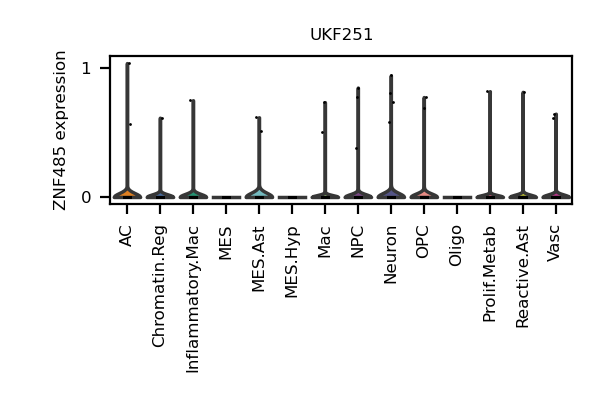 UKF251
ZNF485 expression
1
0
AC
Chromatin.Reg
Inflammatory.Mac
MES
MES.Ast
MES.Hyp
Mac
NPC
Neuron
OPC
Oligo
Prolif.Metab
Reactive.Ast
Vasc